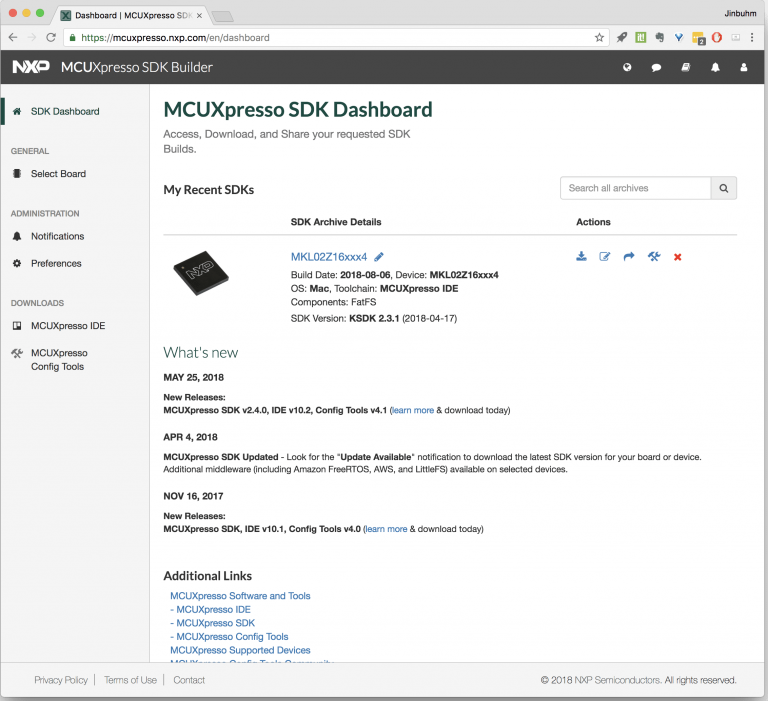 Dashboard | MCUXpresso SDK
Jinbuhm
https://mcuxpresso.nxp.com/en/dashboard
2
NXP MCUXpresso SDK Builder
SDK Dashboard
GENERAL
Select Board
ADMINISTRATION
Notifications
Preferences
DOWNLOADS
MCUXpresso IDE
MCUXpresso
Config Tools
MCUXpresso SDK Dashboard
Access, Download, and Share your requested SDK
Builds.
My Recent SDKs
Search all archives
SDK Archive Details
Actions
NXP
MKL02Z16xxx4
Build Date: 2018-08-06, Device: MKL02Z16xxx4
OS: Mac, Toolchain: MCUXpresso IDE
Components: FatFS
SDK Version: KSDK 2.3.1 (2018-04-17)
What's new
MAY 25, 2018
New Releases:
MCUXpresso SDK v2.4.0, IDE v10.2, Config Tools v4.1 (learn more & download today)
APR 4, 2018
MCUXpresso SDK Updated - Look for the "Update Available" notification to download the latest SDK version for your board or device.
Additional middleware (including Amazon FreeRTOS, AWS, and LittleFS) available on selected devices.
NOV 16, 2017
New Releases:
MCUXpresso SDK, IDE v10.1, Config Tools v4.0 (learn more & download today)
Additional Links
MCUXpresso Software and Tools
- MCUXpresso IDE
- MCUXpresso SDK
- MCUXpresso Config Tools
MCUXpresso Supported Devices
MCUXpresso Config Tools Community
Privacy Policy | Terms of Use | Contact
© 2018 NXP Semiconductors. All rights reserved.